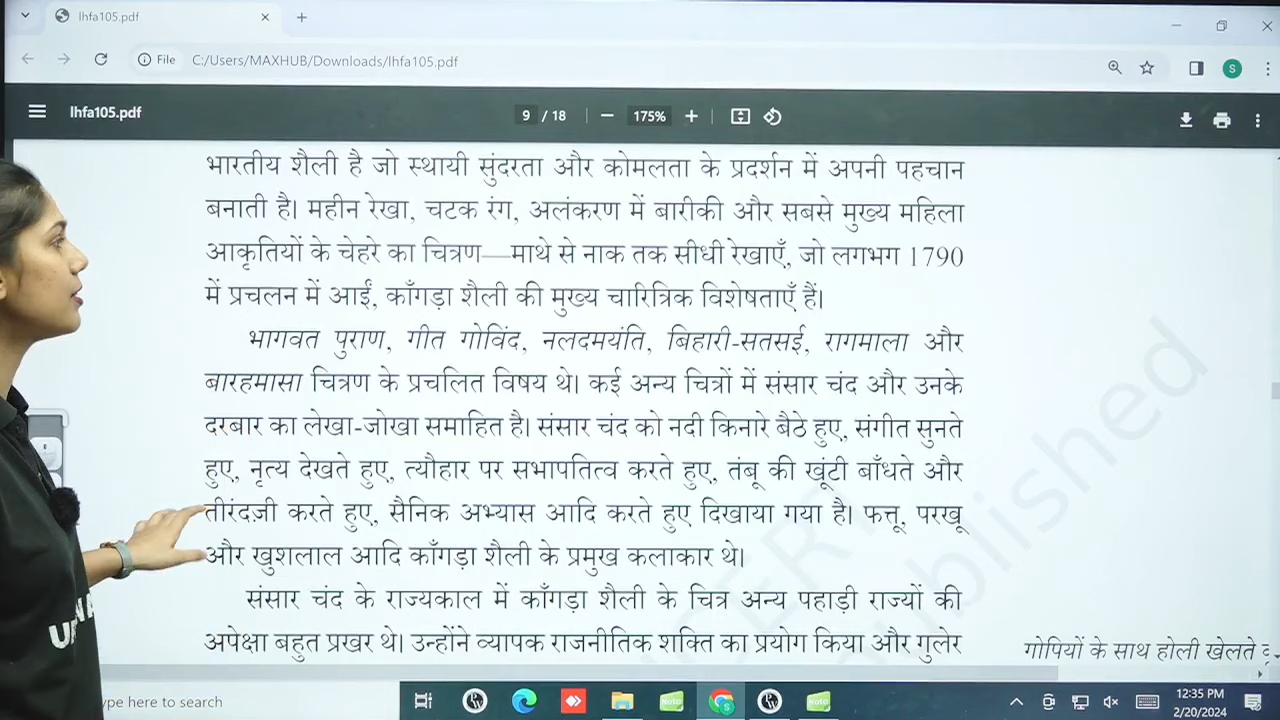 lhfa105.pdf
File C:/Users/MAXHUB/Downloads/lhfa105.pdf
S
lhfa105.pdf
9 / 18
175%
भारतीय शैली है जो स्थायी सुंदरता और कोमलता के प्रदर्शन में अपनी पहचान
बनाती है। महीन रेखा, चटक रंग, अलंकरण में बारीकी और सबसे मुख्य महिला
आकृतियों के चेहरे का चित्रण—माथे से नाक तक सीधी रेखाएँ, जो लगभग 1790
में प्रचलन में आईं, काँगड़ा शैली की मुख्य चारित्रिक विशेषताएँ हैं।
भागवत पुराण, गीत गोविंद, नलदमयंति, बिहारी-सतसई, रागमाला और
बारहमासा चित्रण के प्रचलित विषय थे। कई अन्य चित्रों में संसार चंद और उनके
दरबार का लेखा-जोखा समाहित है। संसार चंद को नदी किनारे बैठे हुए, संगीत सुनते
हुए, नृत्य देखते हुए, त्यौहार पर सभापतित्व करते हुए, तंबू की खूंटी बाँधते और
तीरंदज़ी करते हुए, सैनिक अभ्यास आदि करते हुए दिखाया गया है। फत्तू, परखू
और खुशलाल आदि काँगड़ा शैली के प्रमुख कलाकार थे।
संसार चंद के राज्यकाल में काँगड़ा शैली के चित्र अन्य पहाड़ी राज्यों की
अपेक्षा बहुत प्रखर थे। उन्होंने व्यापक राजनीतिक शक्ति का प्रयोग किया और गुलेर
गोपियों के साथ होली खेलते
ublished
ype here to search
12:35 PM
2/20/2024